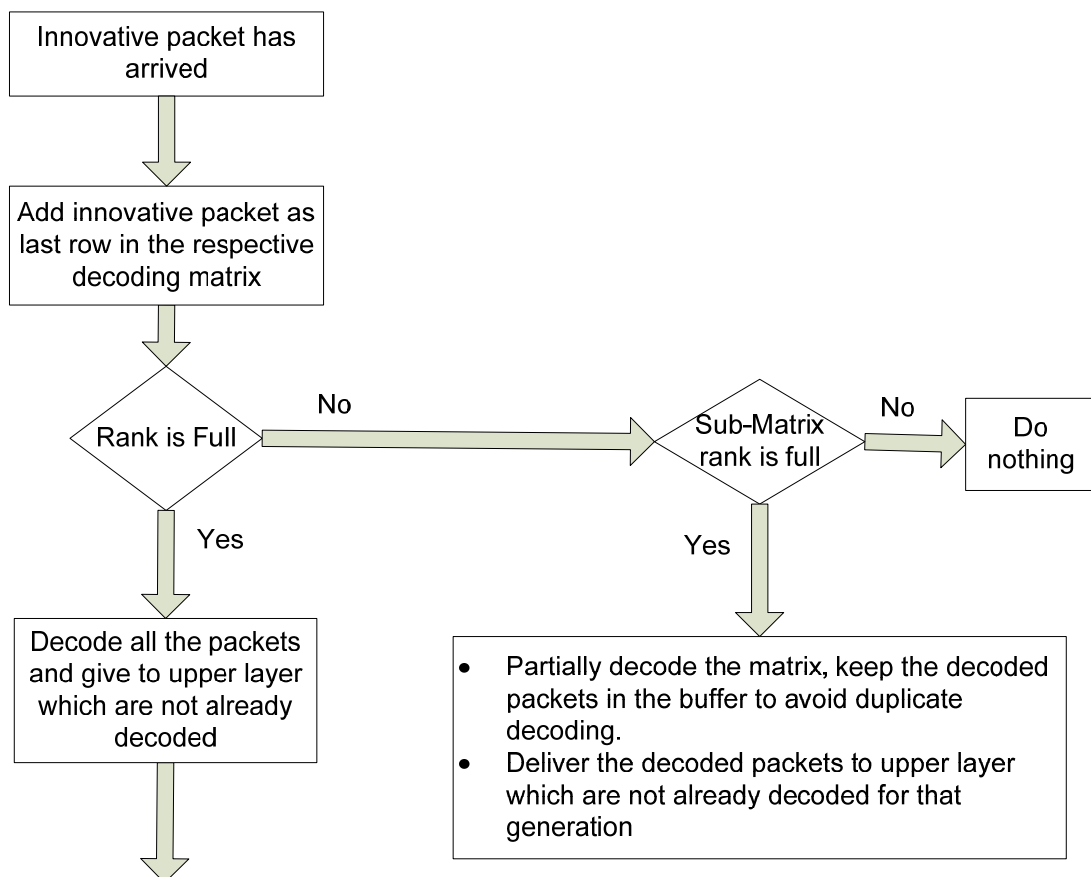 Innovative packet has
arrived
Add innovative packet as
last row in the respective
decoding matrix
Rank is Full
No
Sub-Matrix
rank is full
No
Do
nothing
Yes
Yes
Decode all the packets
and give to upper layer
which are not already
decoded
• Partially decode the matrix, keep the decoded
packets in the buffer to avoid duplicate
decoding.
• Deliver the decoded packets to upper layer
which are not already decoded for that
generation